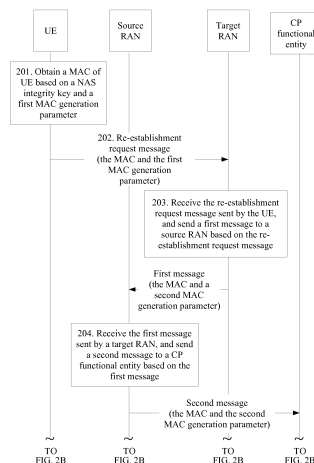 UE
Source
RAN
Target
RAN
CP
functional
entity
201. Obtain a MAC of
UE based on a NAS
integrity key and a
first MAC generation
parameter
202. Re-establishment
request message
(the MAC and the first
MAC generation
parameter)
203. Receive the re-establishment
request message sent by the UE,
and send a first message to a
source RAN based on the re-
establishment request message
First message
(the MAC and a
second MAC
generation parameter)
204. Receive the first message
sent by a target RAN, and send
a second message to a CP
functional entity based on the
first message
Second message
(the MAC and the second
MAC generation parameter)
~ ~ ~ ~
TO TO TO TO
FIG. 2B FIG. 2B FIG. 2B FIG. 2B